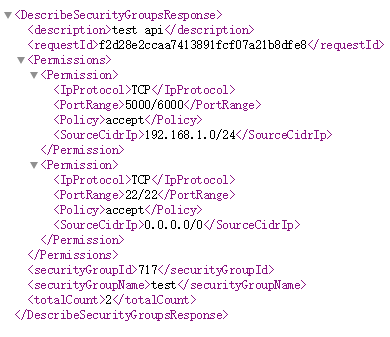 <DescribeSecurityGroupsResponse>
<description>test api</description>
<requestId>f2d28e2ccaa7413891fcf07a21b8dfe8</requestId>
<Permissions>
<Permission>
<IpProtocol>TCP</IpProtocol>
<PortRange>5000/6000</PortRange>
<Policy>accept</Policy>
<SourceCidrIp>192.168.1.0/24</SourceCidrIp>
</Permission>
<Permission>
<IpProtocol>TCP</IpProtocol>
<PortRange>22/22</PortRange>
<Policy>accept</Policy>
<SourceCidrIp>0.0.0.0/0</SourceCidrIp>
</Permission>
</Permissions>
<securityGroupId>717</securityGroupId>
<securityGroupName>test</securityGroupName>
<totalCount>2</totalCount>
</DescribeSecurityGroupsResponse>